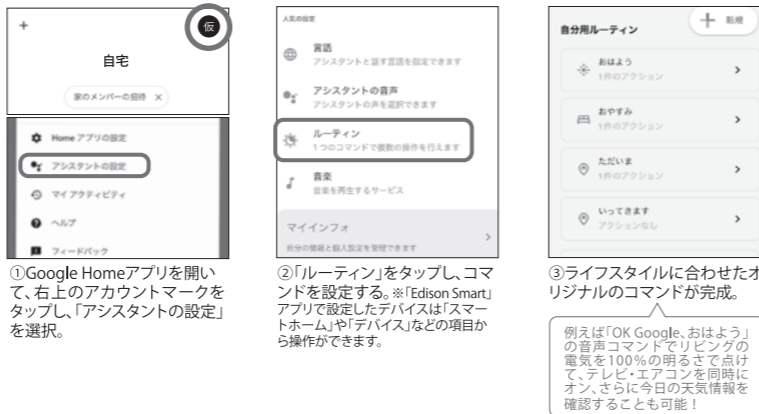 +
仮
自宅
家のメンバーの招待 ×
Home アプリの設定
アシスタントの設定
マイ アクティビティ
ヘルプ
フィードバック
①Google Homeアプリを開い
て、右上のアカウントマークを
タップし、「アシスタントの設定」
を選択。
人気の設定
言語
アシスタントと話す言語を指定できます
アシスタントの音声
アシスタントの声を選択できます
ルーティン
1つのコマンドで複数の操作を行えます
音楽
音楽を再生するサービス
マイインフォ
自分の情報と個人設定を管理できます
②「ルーティン」をタップし、コマ
ンドを設定する。※「Edison Smart」
アプリで設定したデバイスは「スマー
トホーム」や「デバイス」などの項目か
ら操作ができます。
自分用ルーティン
+ 新規
おはよう
1件のアクション
おやすみ
1件のアクション
ただいま
1件のアクション
いってきます
アクションなし
③ライフスタイルに合わせたオ
リジナルのコマンドが完成。
例えば「OK Google、おはよう」
の音声コマンドでリビングの
電気を100%の明るさで点け
て、テレビ・エアコンを同時に
オン、さらに今日の天気情報を
確認することも可能！